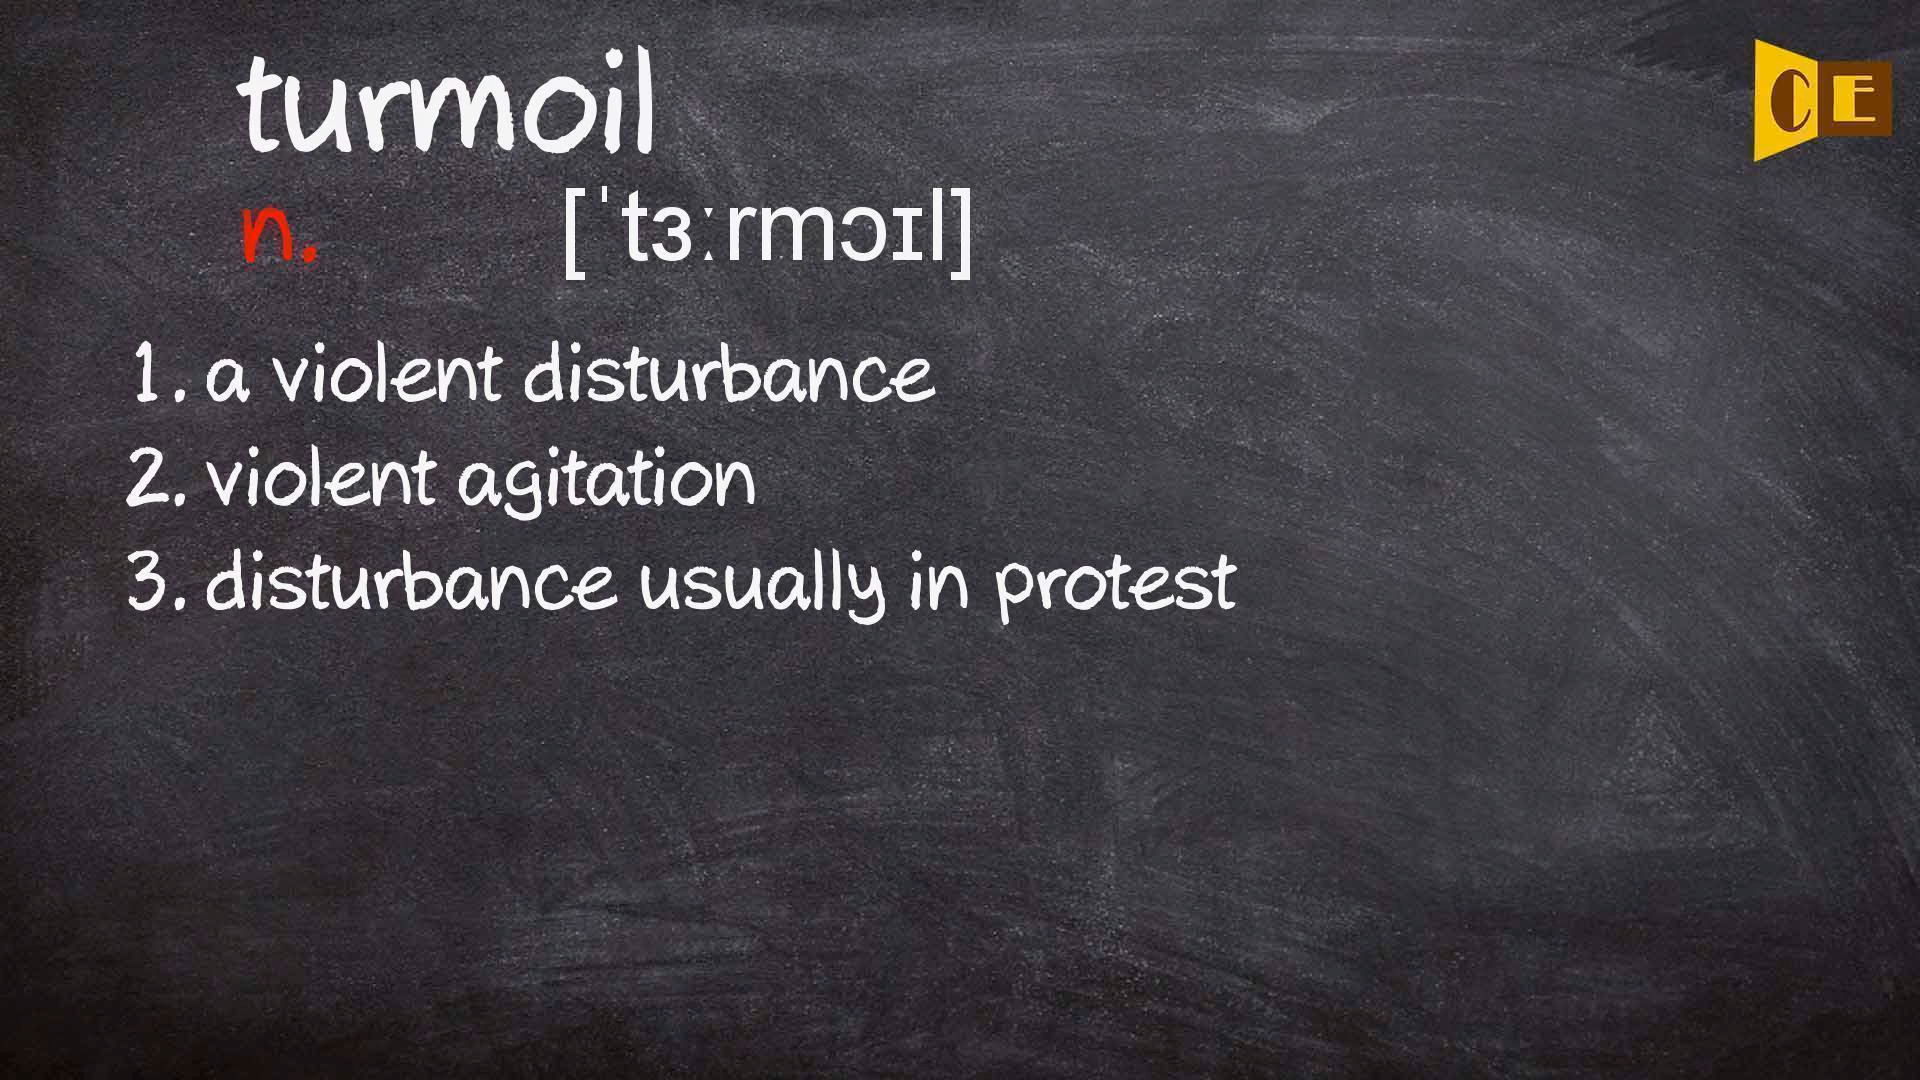 turmoil
n. [ˈtɜːrmɔɪl]
1. a violent disturbance
2. violent agitation
3. disturbance usually in protest
CE